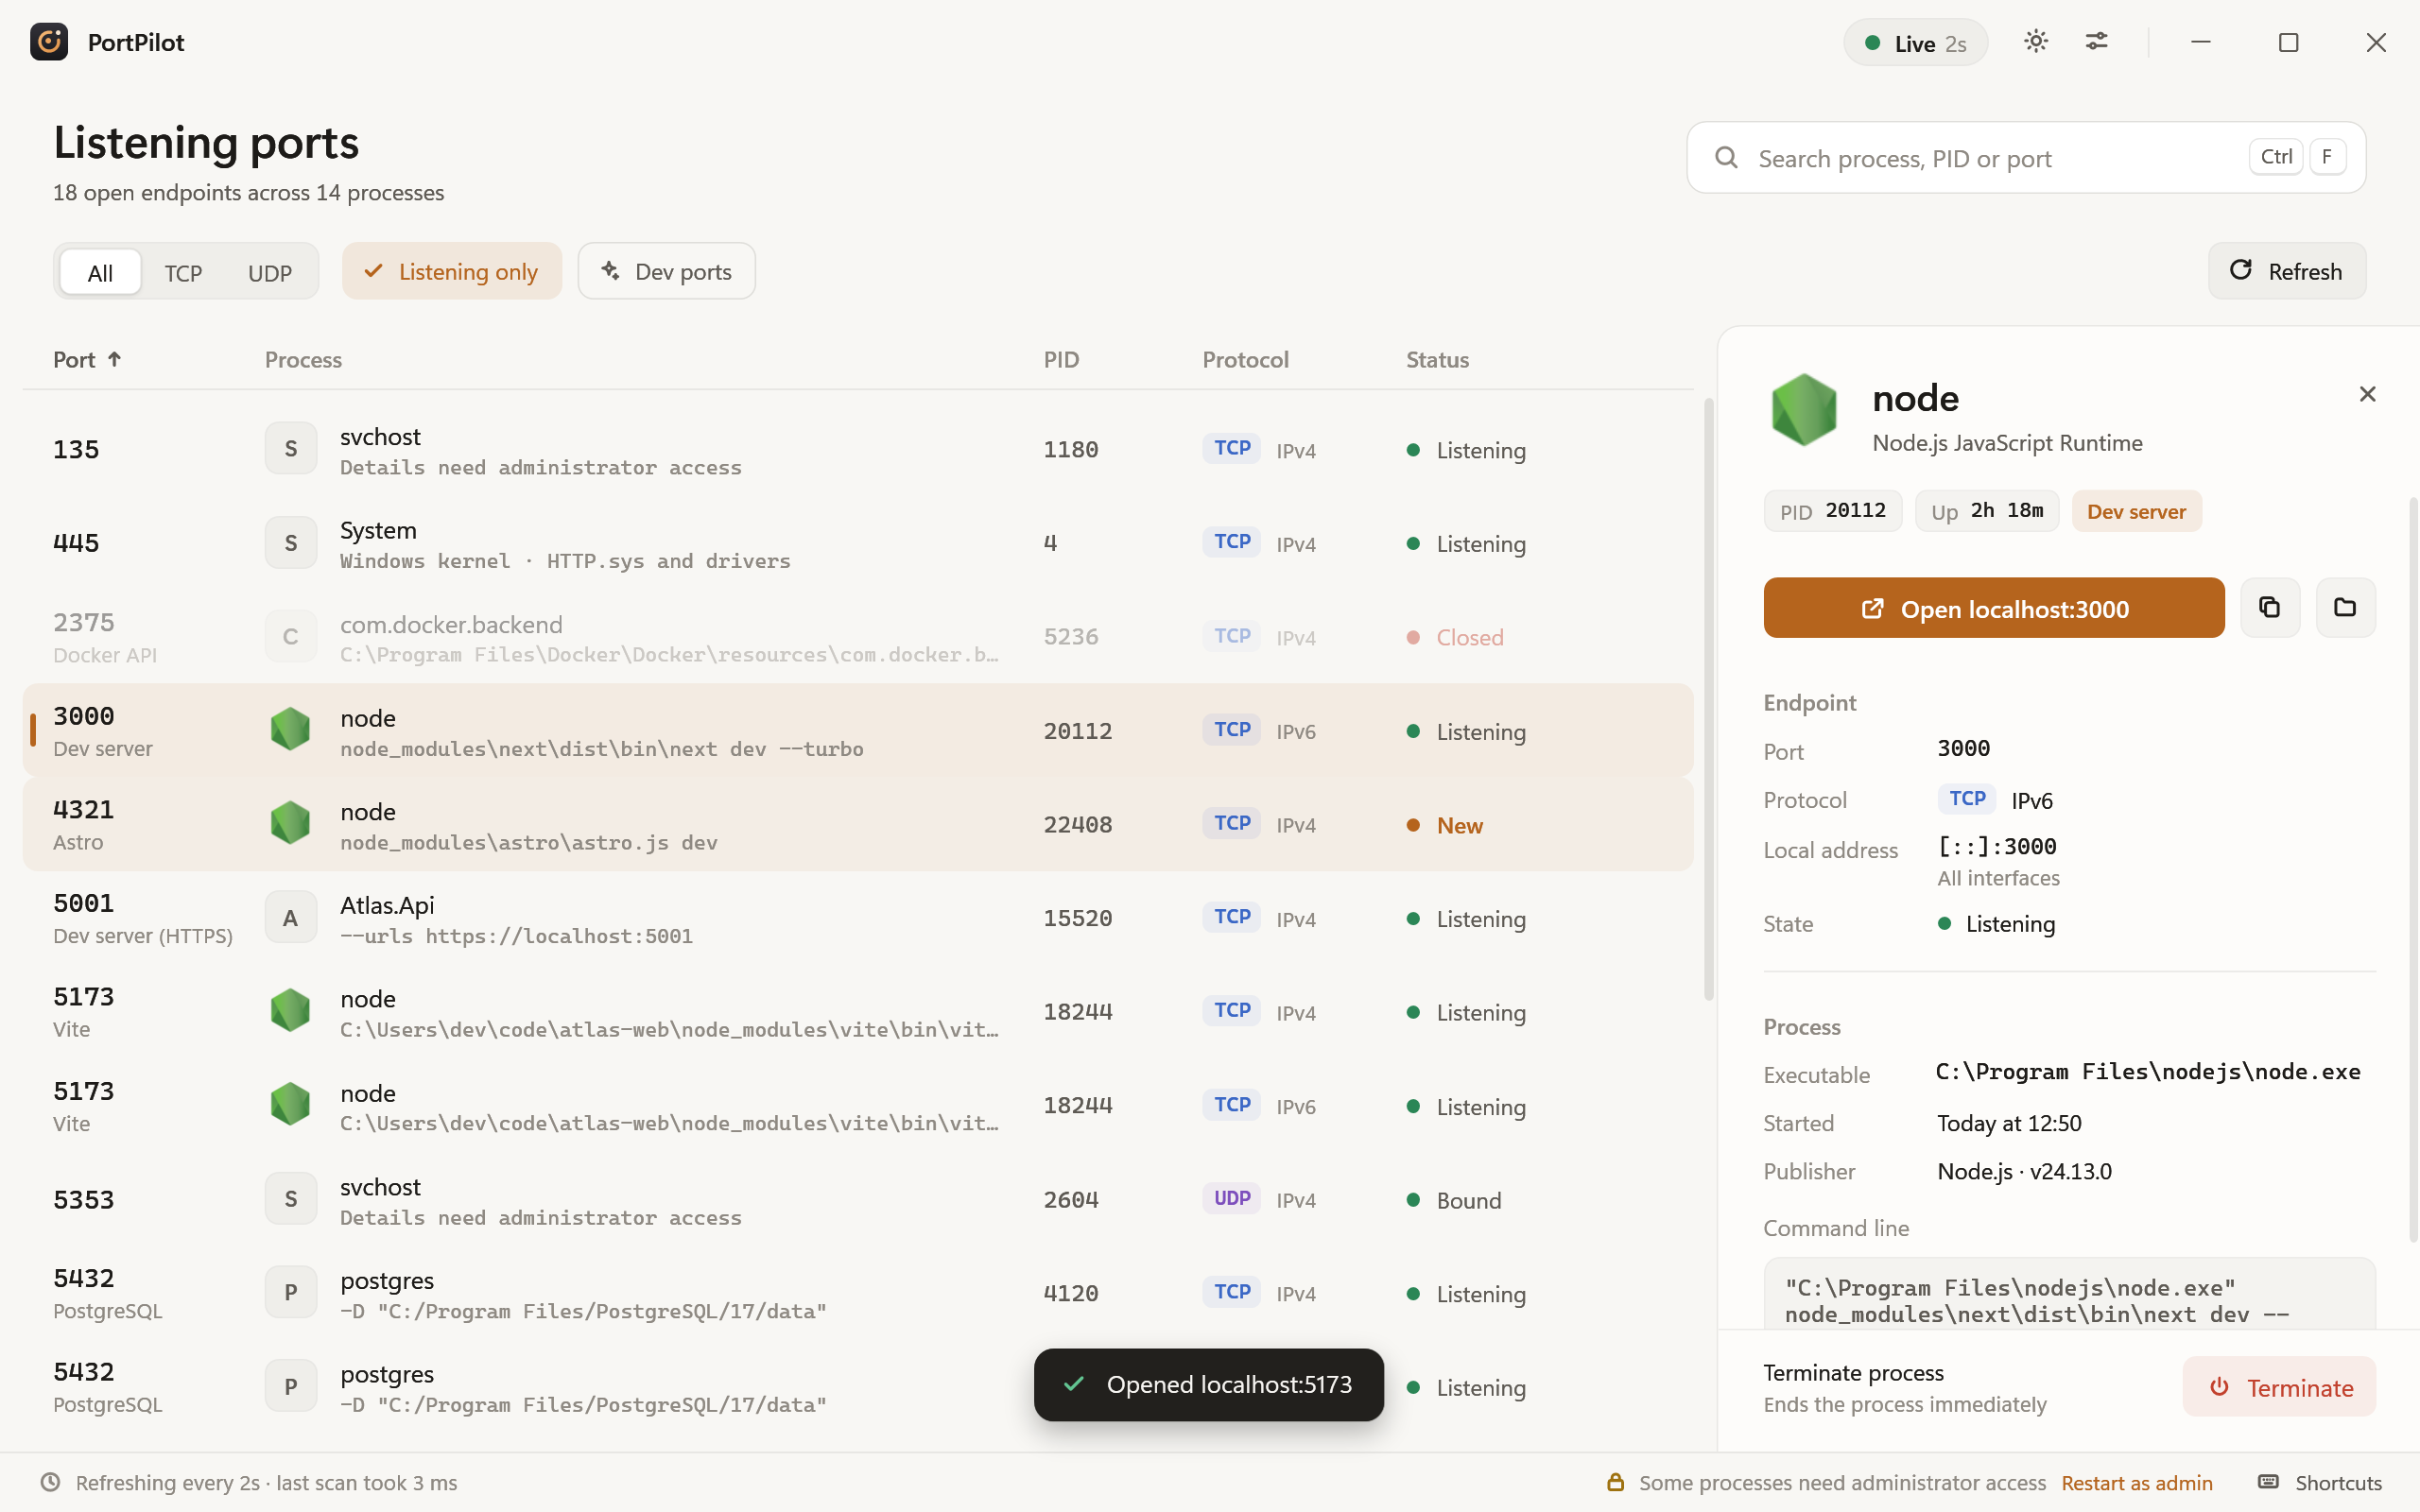 PortPilot
Live 2s
Listening ports
18 open endpoints across 14 processes
Search process, PID or port
Ctrl F
All TCP UDP
Listening only
Dev ports
Refresh
Port Process PID Protocol Status
135 S svchost 1180 TCP IPv4 Listening
Details need administrator access
445 S System 4 TCP IPv4 Listening
Windows kernel · HTTP.sys and drivers
2375 C com.docker.backend 5236 TCP IPv4 Closed
Docker API C:\Program Files\Docker\Docker\resources\com.docker.b…
3000 node 20112 TCP IPv6 Listening
Dev server node_modules\next\dist\bin\next dev --turbo
4321 node 22408 TCP IPv4 New
Astro node_modules\astro\astro.js dev
5001 A Atlas.Api 15520 TCP IPv4 Listening
Dev server (HTTPS) --urls https://localhost:5001
5173 node 18244 TCP IPv4 Listening
Vite C:\Users\dev\code\atlas-web\node_modules\vite\bin\vit…
5173 node 18244 TCP IPv6 Listening
Vite C:\Users\dev\code\atlas-web\node_modules\vite\bin\vit…
5353 S svchost 2604 UDP IPv4 Bound
Details need administrator access
5432 P postgres 4120 TCP IPv4 Listening
PostgreSQL -D "C:/Program Files/PostgreSQL/17/data"
5432 P postgres Listening
PostgreSQL -D "C:/Program Files/PostgreSQL/17/data"
Opened localhost:5173
node
Node.js JavaScript Runtime
PID 20112 Up 2h 18m Dev server
Open localhost:3000
Endpoint
Port 3000
Protocol TCP IPv6
Local address [::]:3000
All interfaces
State Listening
Process
Executable C:\Program Files\nodejs\node.exe
Started Today at 12:50
Publisher Node.js · v24.13.0
Command line
"C:\Program Files\nodejs\node.exe"
node_modules\next\dist\bin\next dev --
Terminate process
Ends the process immediately
Terminate
Refreshing every 2s · last scan took 3 ms
Some processes need administrator access Restart as admin
Shortcuts